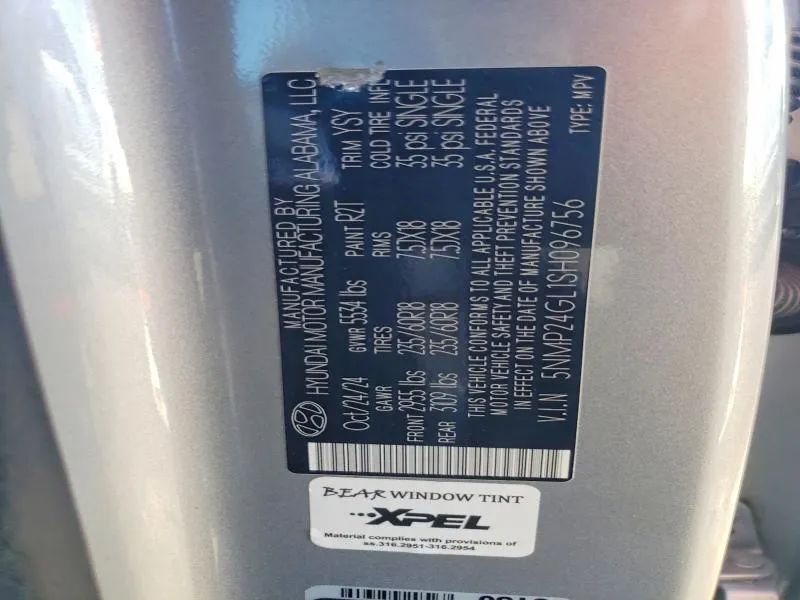 MANUFACTURED BY
HYUNDAI MOTOR MANUFACTURING ALABAMA, LLC
Oct/24/24 GVWR 5534 lbs PAINT R2T TRIM YSY
GAWR TIRES RIMS COLD TIRE INFL
FRONT 2955 lbs 235/60R18 7.5JX18 35 psi SINGLE
REAR 3109 lbs 235/60R18 7.5JX18 35 psi SINGLE
THIS VEHICLE CONFORMS TO ALL APPLICABLE U.S.A. FEDERAL
MOTOR VEHICLE SAFETY AND THEFT PREVENTION STANDARDS
IN EFFECT ON THE DATE OF MANUFACTURE SHOWN ABOVE
V.I.N 5NMP24GL1SH096756 TYPE: MPV
BEAR WINDOW TINT
XPEL
Material complies with provisions of
ss.316.2951-316.2954